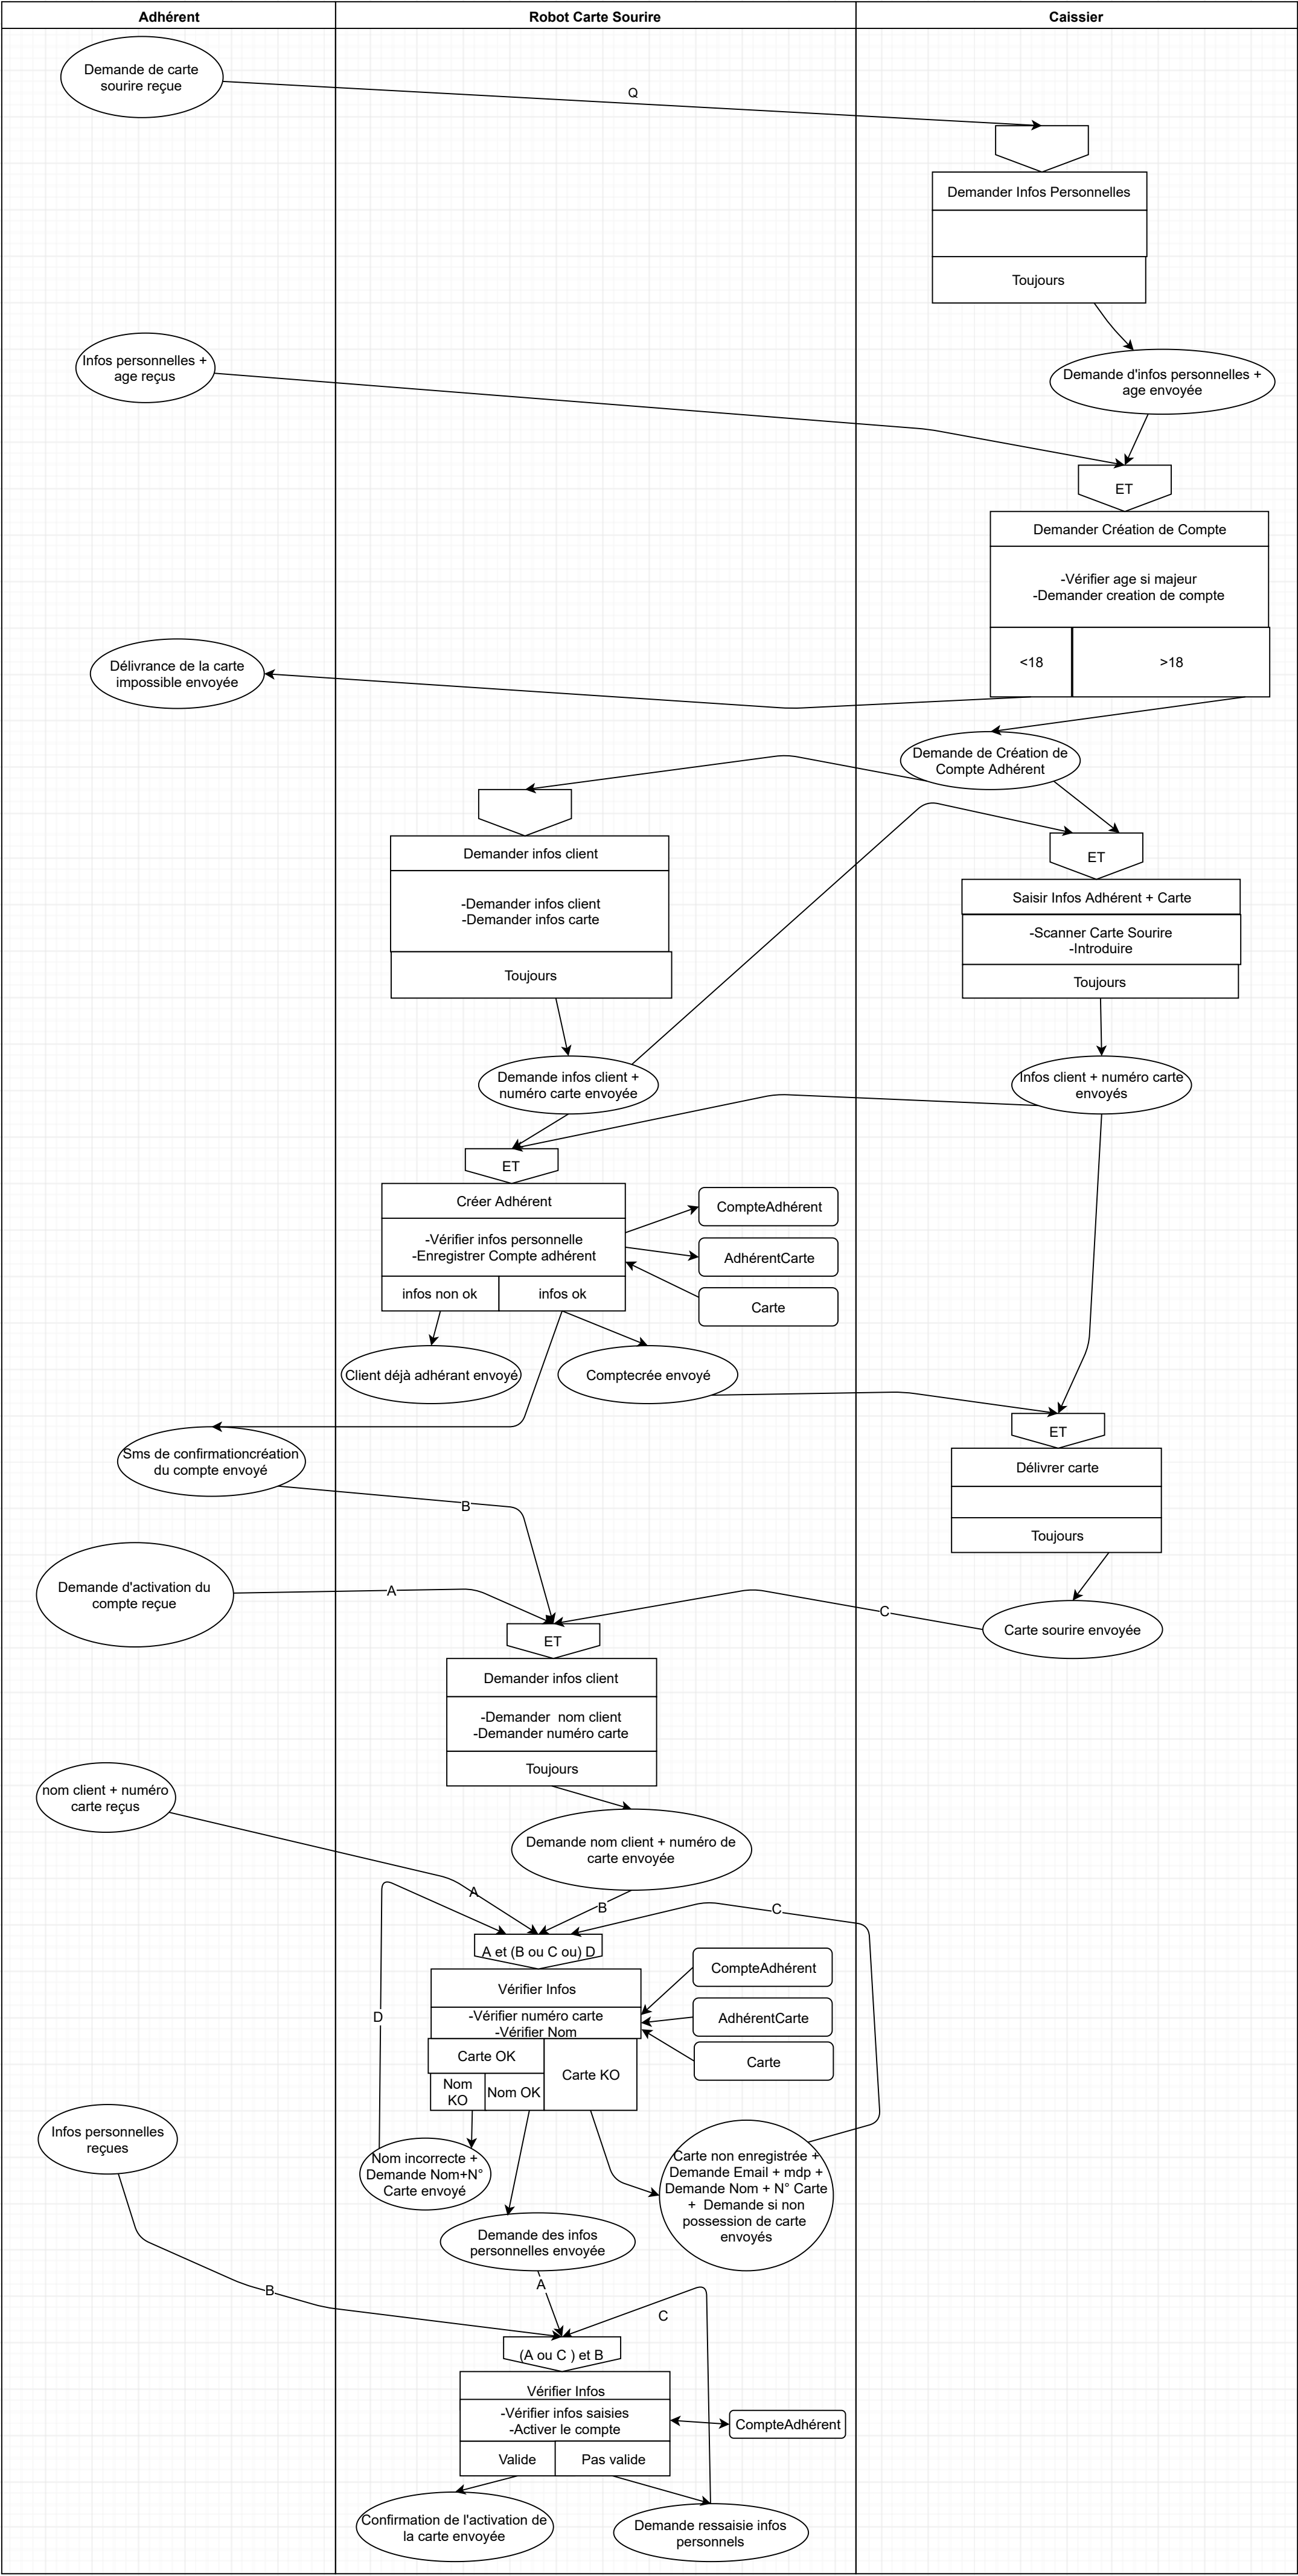 Adhérent
Robot Carte Sourire
Caissier
Demande de carte
sourire reçue
Q
Demander Infos Personnelles
Toujours
Infos personnelles +
age reçus
Demande d'infos personnelles +
age envoyée
ET
Demander Création de Compte
-Vérifier age si majeur
-Demander creation de compte
<18
>18
Délivrance de la carte
impossible envoyée
Demande de Création de
Compte Adhérent
Demander infos client
-Demander infos client
-Demander infos carte
Toujours
ET
Saisir Infos Adhérent + Carte
-Scanner Carte Sourire
-Introduire
Toujours
Demande infos client +
numéro carte envoyée
Infos client + numéro carte
envoyés
ET
Créer Adhérent
-Vérifier infos personnelle
-Enregistrer Compte adhérent
infos non ok
infos ok
CompteAdhérent
AdhérentCarte
Carte
Client déjà adhérant envoyé
Comptecrée envoyé
Sms de confirmationcréation
du compte envoyé
ET
Délivrer carte
Toujours
B
Demande d'activation du
compte reçue
A
C
Carte sourire envoyée
ET
Demander infos client
-Demander  nom client
-Demander numéro carte
Toujours
nom client + numéro
carte reçus
Demande nom client + numéro de
carte envoyée
A
B
C
A et (B ou C ou) D
Vérifier Infos
-Vérifier numéro carte
-Vérifier Nom
Carte OK
Nom
KO
Nom OK
Carte KO
CompteAdhérent
AdhérentCarte
Carte
D
Infos personnelles
reçues
Nom incorrecte +
Demande Nom+N°
Carte envoyé
Carte non enregistrée +
Demande Email + mdp +
Demande Nom + N° Carte
+  Demande si non
possession de carte
envoyés
Demande des infos
personnelles envoyée
A
B
C
(A ou C ) et B
Vérifier Infos
-Vérifier infos saisies
-Activer le compte
Valide
Pas valide
CompteAdhérent
Confirmation de l'activation de
la carte envoyée
Demande ressaisie infos
personnels